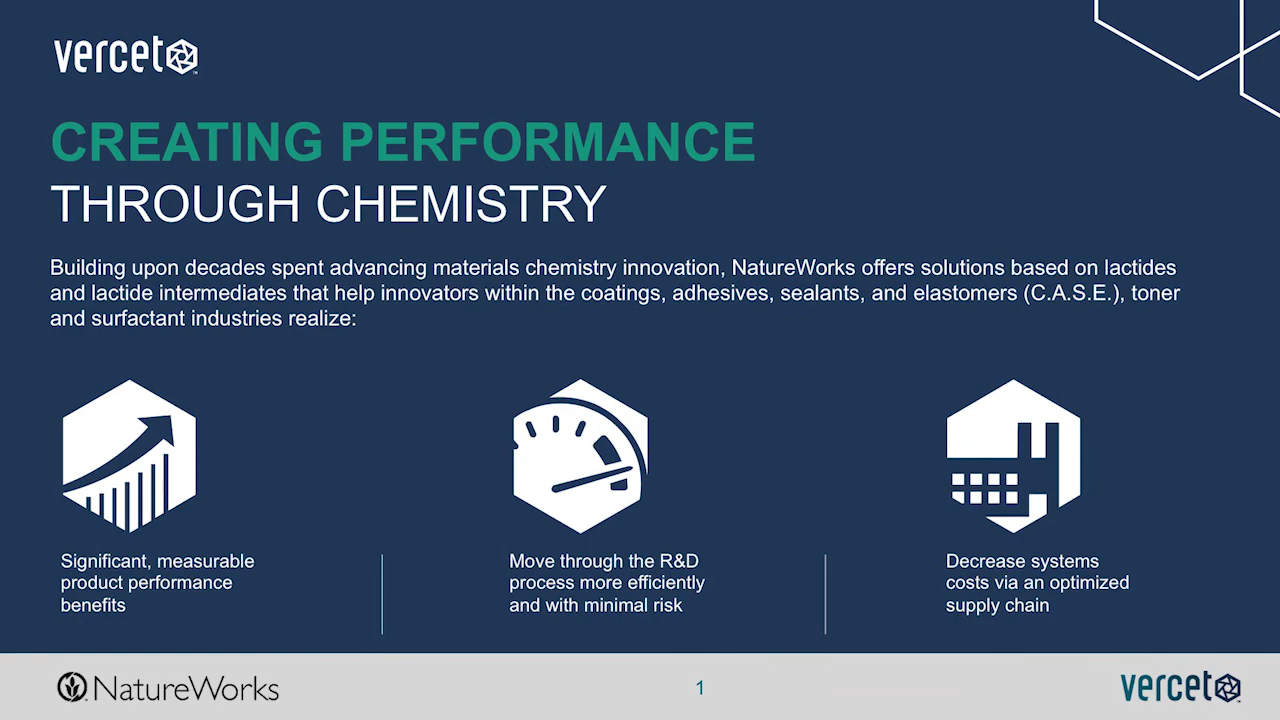 vercet
CREATING PERFORMANCE
THROUGH CHEMISTRY
Building upon decades spent advancing materials chemistry innovation, NatureWorks offers solutions based on lactides
and lactide intermediates that help innovators within the coatings, adhesives, sealants, and elastomers (C.A.S.E.), toner
and surfactant industries realize:
Significant, measurable
product performance
benefits
Move through the R&D
process more efficiently
and with minimal risk
Decrease systems
costs via an optimized
supply chain
NatureWorks
1
vercet